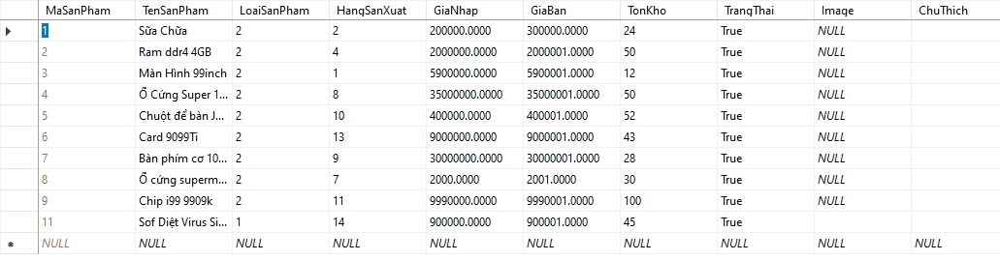 MaSanPham TenSanPham LoaiSanPham HangSanXuat GiaNhap GiaBan TonKho TrangThai Image ChuThich
1 Sữa Chữa 2 2 200000.0000 300000.0000 24 True NULL
2 Ram ddr4 4GB 2 4 2000000.0000 2000001.0000 50 True NULL
3 Màn Hình 99inch 2 1 5900000.0000 5900001.0000 12 True NULL
4 Ổ Cứng Super 1... 2 8 35000000.0000 35000001.0000 50 True NULL
5 Chuột để bàn J... 2 10 400000.0000 400001.0000 52 True NULL
6 Card 9099Ti 2 13 9000000.0000 9000001.0000 43 True NULL
7 Bàn phím cơ 10... 2 9 30000000.0000 30000001.0000 28 True NULL
8 Ổ cứng superm... 2 7 2000.0000 2001.0000 30 True NULL
9 Chip i99 9909k 2 11 9990000.0000 9990001.0000 100 True NULL
11 Sof Diệt Virus Si... 1 14 900000.0000 900001.0000 45 True
NULL NULL NULL NULL NULL NULL NULL NULL NULL NULL